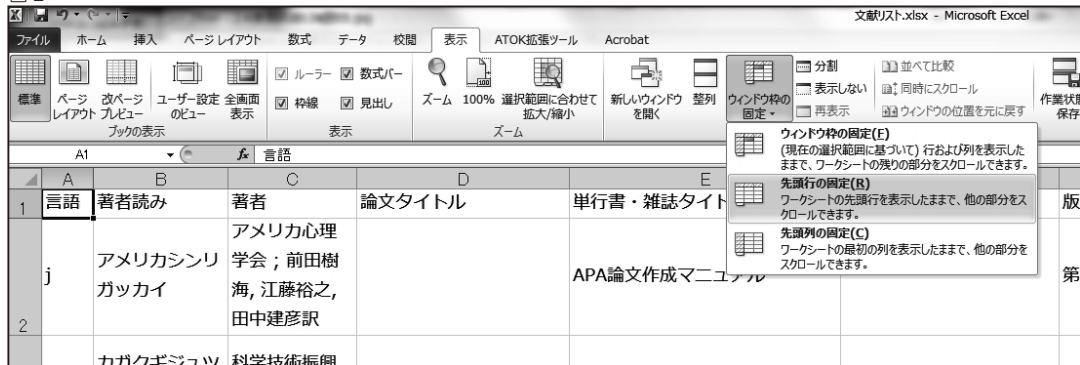 文献リスト.xlsx - Microsoft Excel
ファイル ホーム 挿入 ページ レイアウト 数式 データ 校閲 表示 ATOK拡張ツール Acrobat
標準 ページ レイアウト 改ページ プレビュー ユーザー設定 のビュー 全画面 表示
ブックの表示
ルーラー 数式バー
枠線 見出し
表示
ズーム 100% 選択範囲に合わせて 拡大/縮小
ズーム
新しいウィンドウ を開く 整列 ウィンドウ枠の 固定
分割
表示しない
再表示
並べて比較
同時にスクロール
ウィンドウの位置を元に戻す
作業状態
保存
ウィンドウ枠の固定(F)
(現在の選択範囲に基づいて) 行および列を表示した
ままで、ワークシートの残りの部分をスクロールできます。
先頭行の固定(R)
ワークシートの先頭行を表示したままで、他の部分をス
クロールできます。
先頭列の固定(C)
ワークシートの最初の列を表示したままで、他の部分を
スクロールできます。
A1 fx 言語
A B C D E
1 言語 著者読み 著者 論文タイトル 単行書・雑誌タイト 版
2 j アメリカシンリ
ガッカイ
アメリカ心理
学会 ; 前田樹
海, 江藤裕之,
田中建彦訳
APA論文作成マニュアル 第
カガクギジュツ 科学技術振興